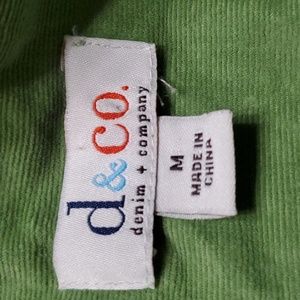 d&co.
denim + company
M
MADE IN
CHINA